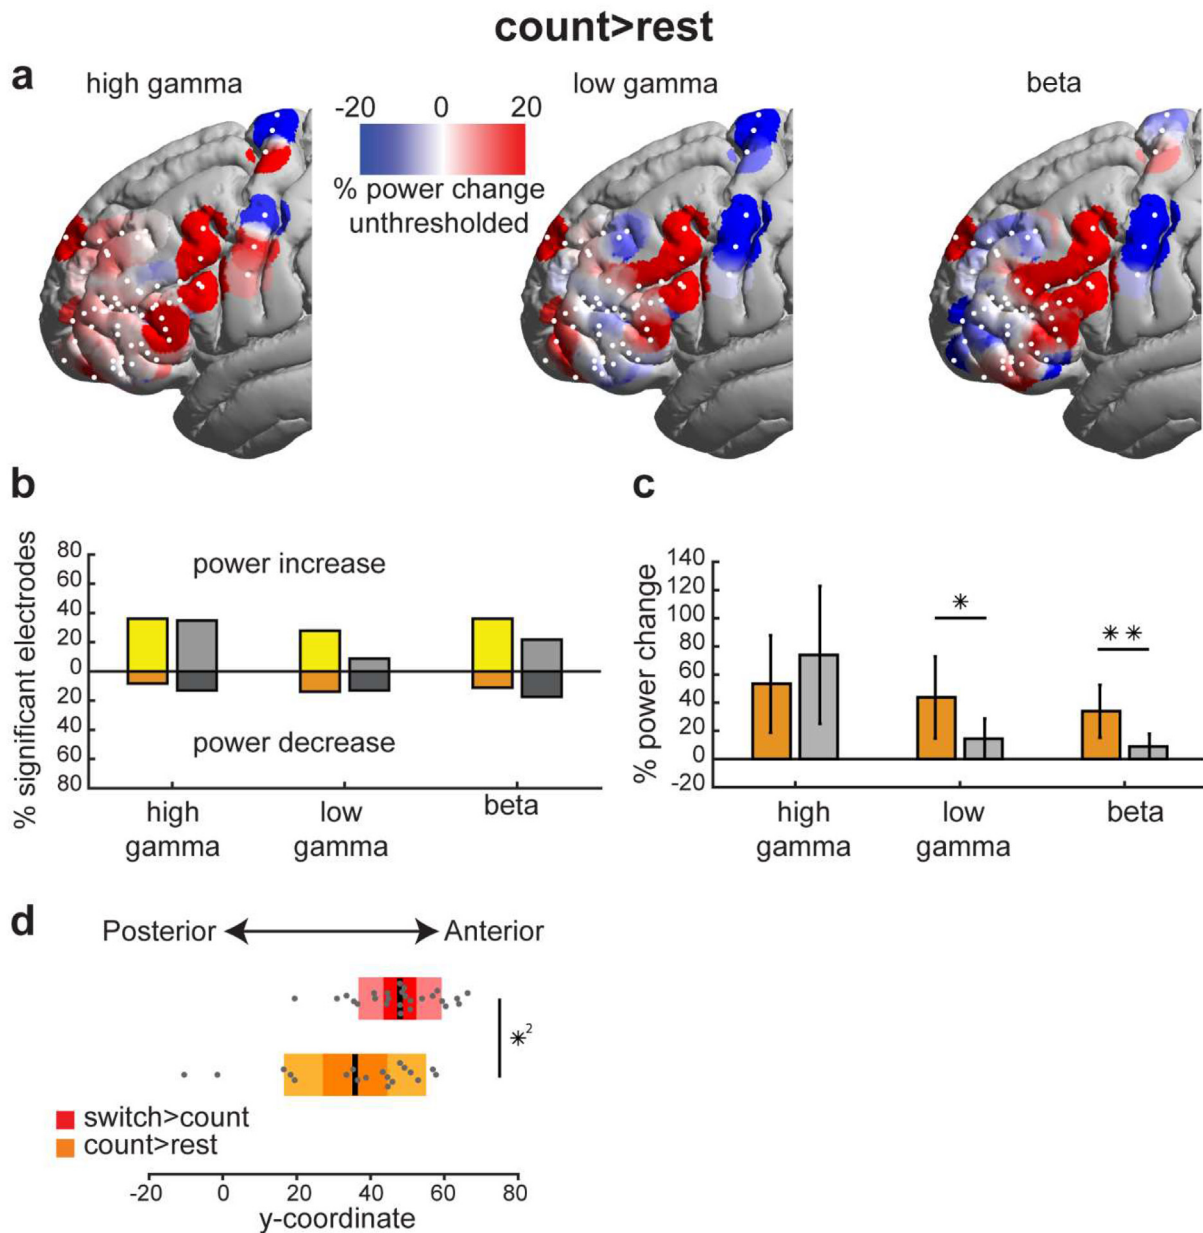 count>rest
a
high gamma
-20 0 20
% power change
unthresholded
low gamma
beta
b
% significant electrodes
80
60
40
20
0
20
40
60
80
power increase
power decrease
high
gamma
low
gamma
beta
c
% power change
140
120
100
80
60
40
20
0
-20
*
**
high
gamma
low
gamma
beta
d
Posterior Anterior
*2
switch>count
count>rest
-20 0 20 40 60 80
y-coordinate